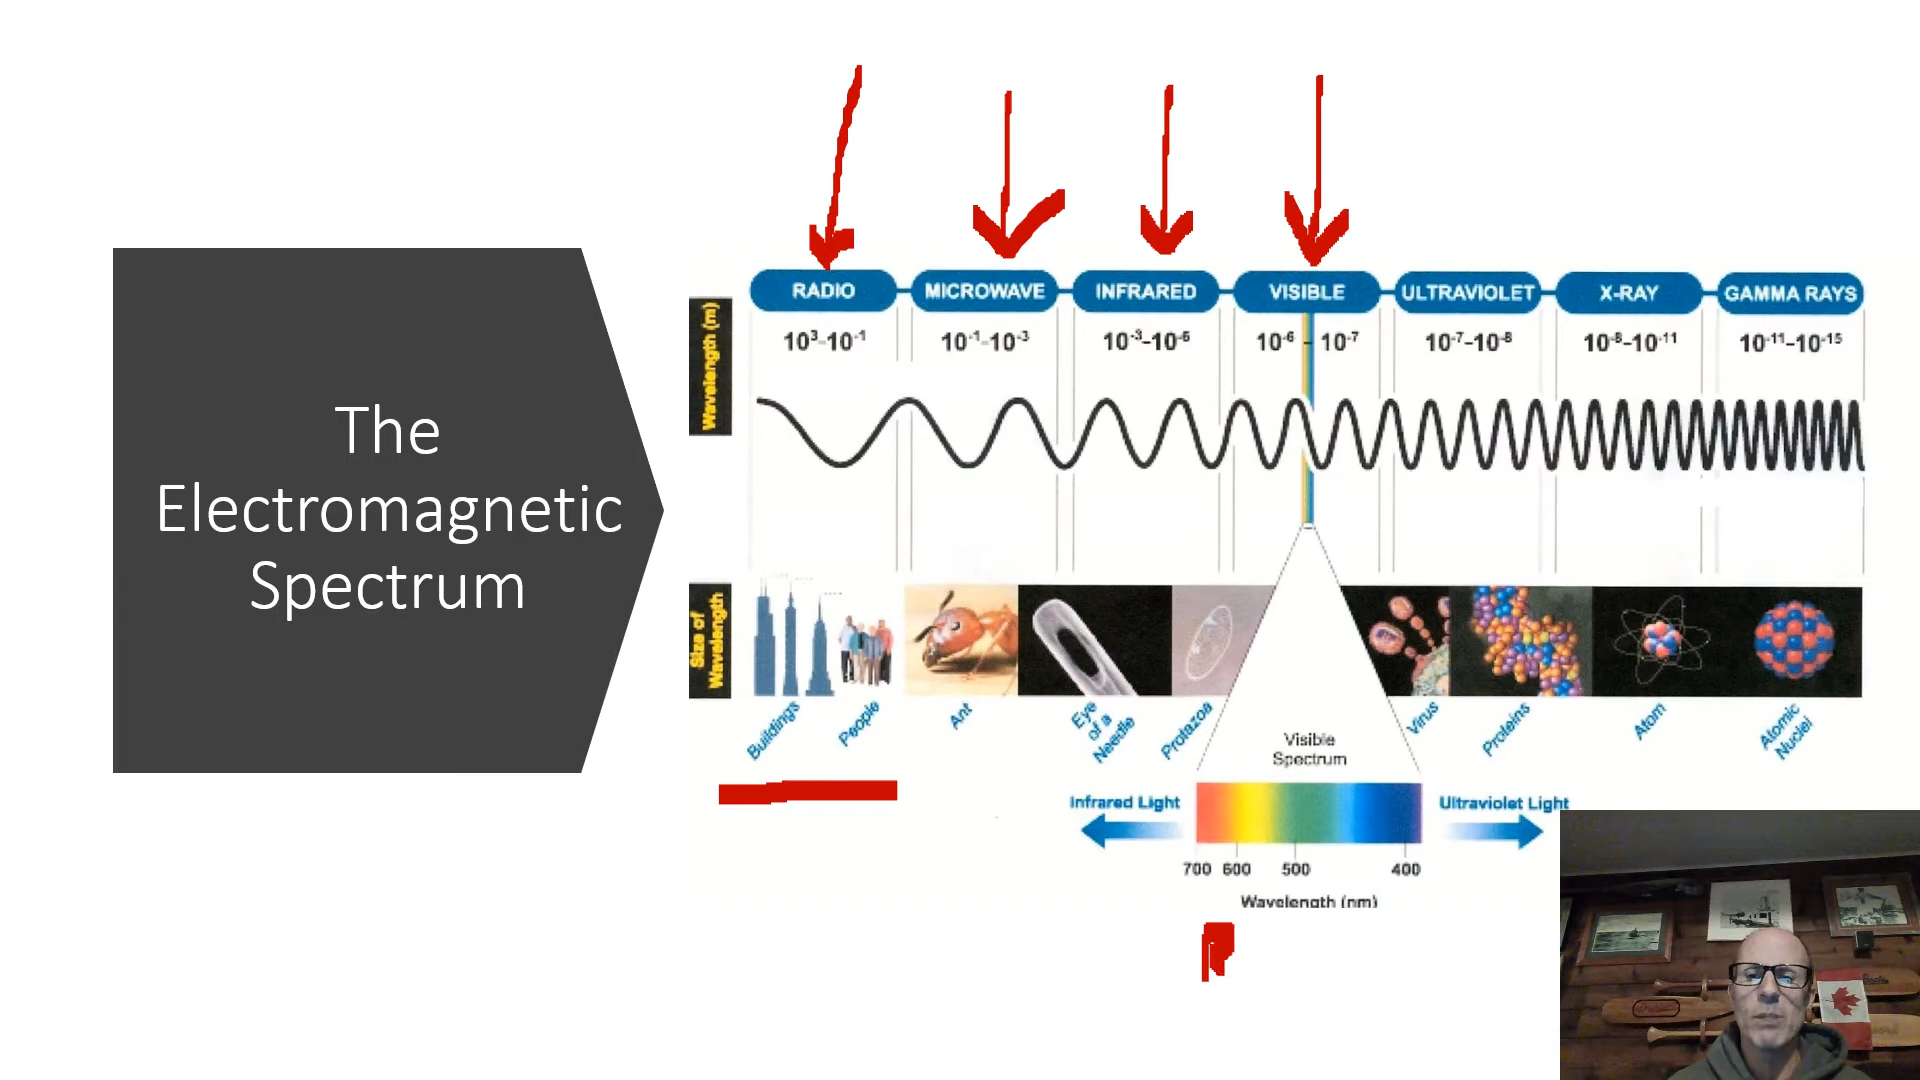 The
Electromagnetic
Spectrum
RADIO
MICROWAVE
INFRARED
VISIBLE
ULTRAVIOLET
X-RAY
GAMMA RAYS
Wavelength (m)
10³-10⁻¹
10⁻¹-10⁻³
10⁻³-10⁻⁶
10⁻⁶ - 10⁻⁷
10⁻⁷-10⁻⁸
10⁻⁸-10⁻¹¹
10⁻¹¹-10⁻¹⁵
Size of
Wavelength
Buildings
People
Ant
Eye
of a
Needle
Protazoa
Virus
Proteins
Atom
Atomic
Nuclei
Visible
Spectrum
Infrared Light
Ultraviolet Light
700 600 500 400
Wavelength (nm)
R